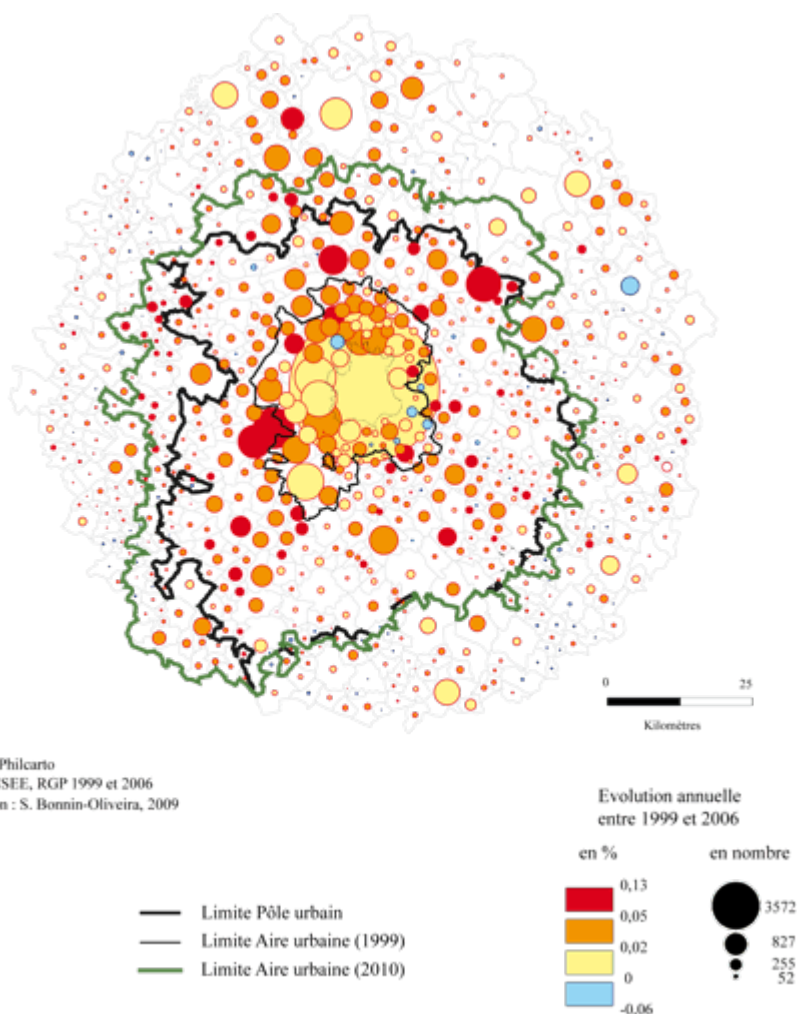 0 25
Kilomètres
Philcarto
SEE, RGP 1999 et 2006
n : S. Bonnin-Oliveira, 2009
Evolution annuelle
entre 1999 et 2006
en % en nombre
0,13
0,05
0,02
0
-0.06
3572
827
255
52
Limite Pôle urbain
Limite Aire urbaine (1999)
Limite Aire urbaine (2010)